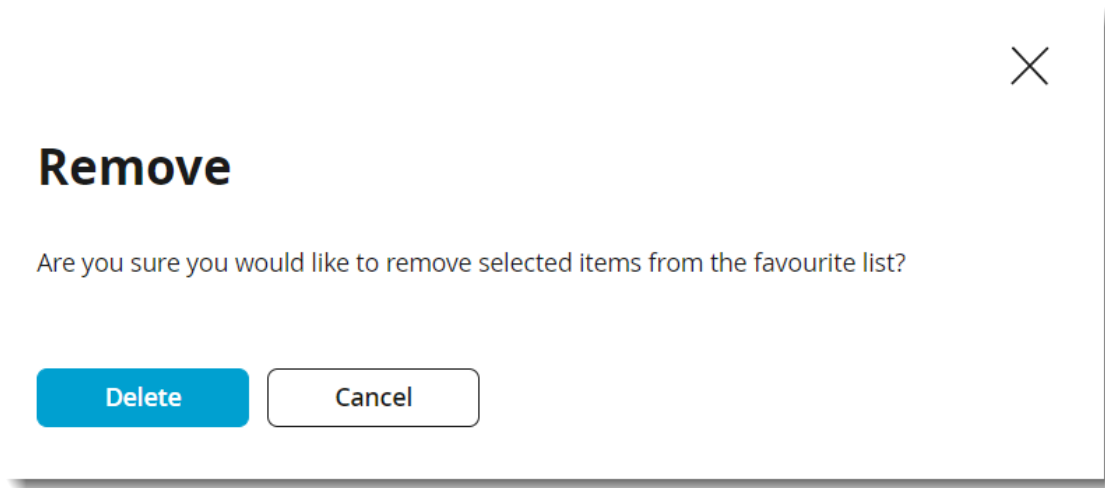 Remove
Are you sure you would like to remove selected items from the favourite list?
Delete
Cancel